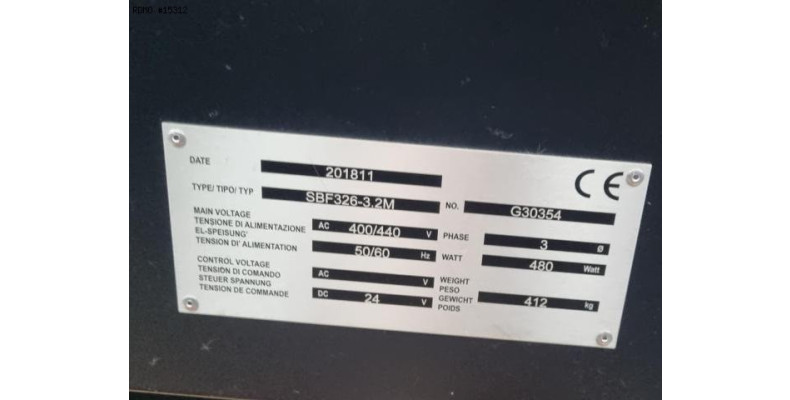 ROMO #15312
DATE 201811
CE
TYPE/ TIPO/ TYP SBF326-3.2M NO. G30354
MAIN VOLTAGE
TENSIONE DI ALIMENTAZIONE AC 400/440 V PHASE 3 Ø
EL-SPEISUNG'
TENSION DI' ALIMENTATION 50/60 Hz WATT 480 Watt
CONTROL VOLTAGE
TENSION DI COMANDO AC V WEIGHT
STEUER SPANNUNG PESO
TENSION DE COMMANDE DC 24 V GEWICHT 412 kg
POIDS